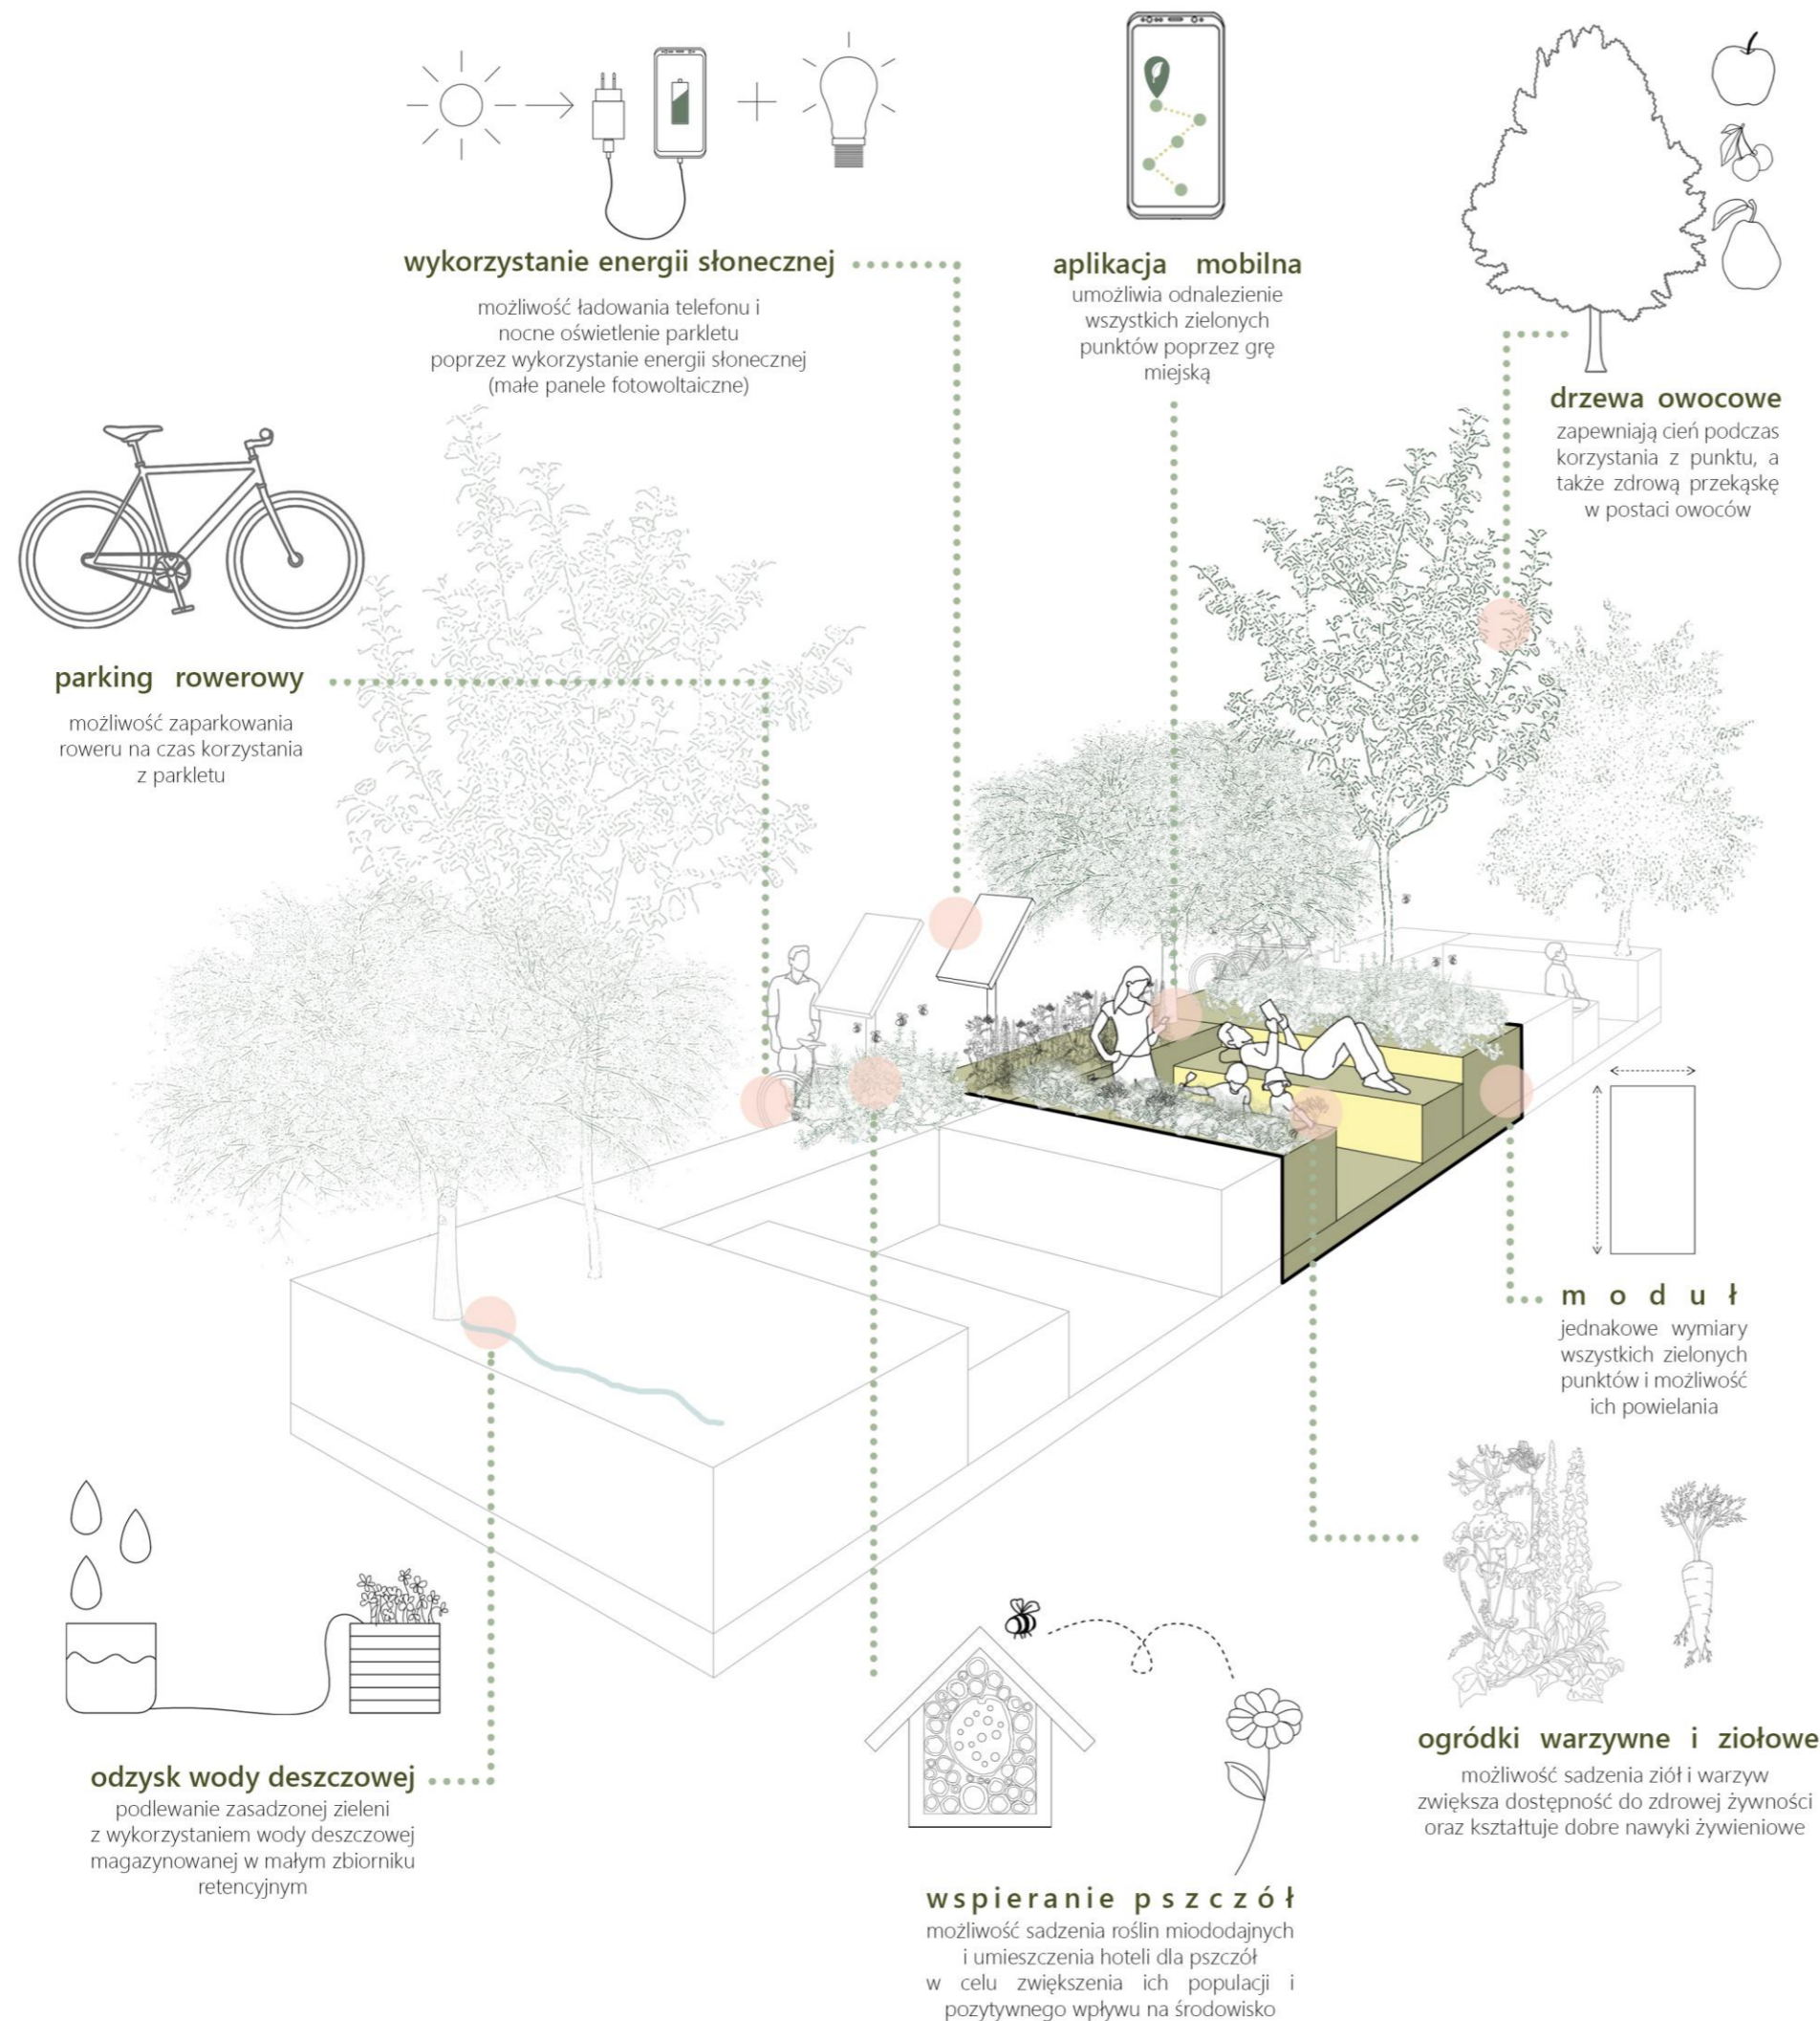 wykorzystanie energii słonecznej
możliwość ładowania telefonu i
nocne oświetlenie parkletu
poprzez wykorzystanie energii słonecznej
(małe panele fotowoltaiczne)
aplikacja mobilna
umożliwia odnalezienie
wszystkich zielonych
punktów poprzez grę
miejską
drzewa owocowe
zapewniają cień podczas
korzystania z punktu, a
także zdrową przekąskę
w postaci owoców
parking rowerowy
możliwość zaparkowania
roweru na czas korzystania
z parkletu
moduł
jednakowe wymiary
wszystkich zielonych
punktów i możliwość
ich powielania
ogródki warzywne i ziołowe
możliwość sadzenia ziół i warzyw
zwiększa dostępność do zdrowej żywności
oraz kształtuje dobre nawyki żywieniowe
odzysk wody deszczowej
podlewanie zasadzonej zieleni
z wykorzystaniem wody deszczowej
magazynowanej w małym zbiorniku
retencyjnym
wspieranie pszczół
możliwość sadzenia roślin miododajnych
i umieszczenia hoteli dla pszczół
w celu zwiększenia ich populacji i
pozytywnego wpływu na środowisko